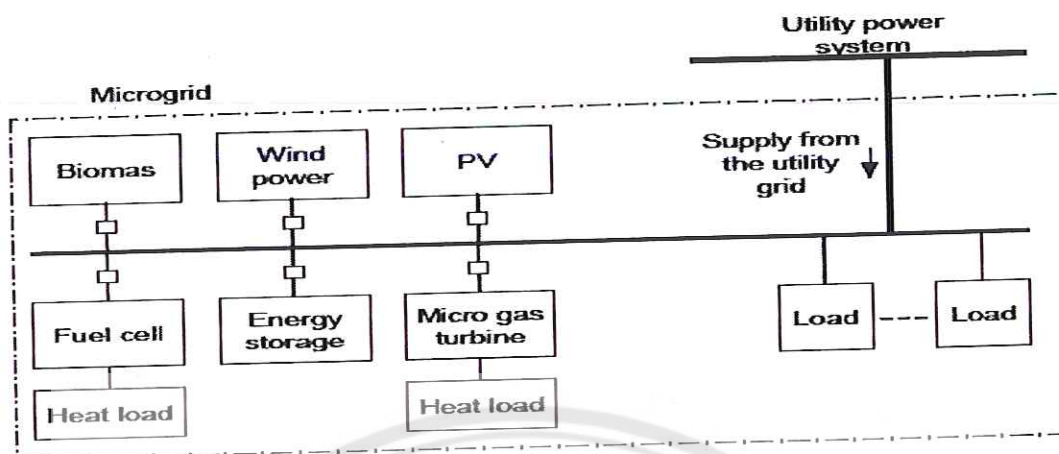 Utility power
system
Microgrid
Biomas
Wind
power
PV
Supply from
the utility
grid
Fuel cell
Energy
storage
Micro gas
turbine
Load
Load
Heat load
Heat load